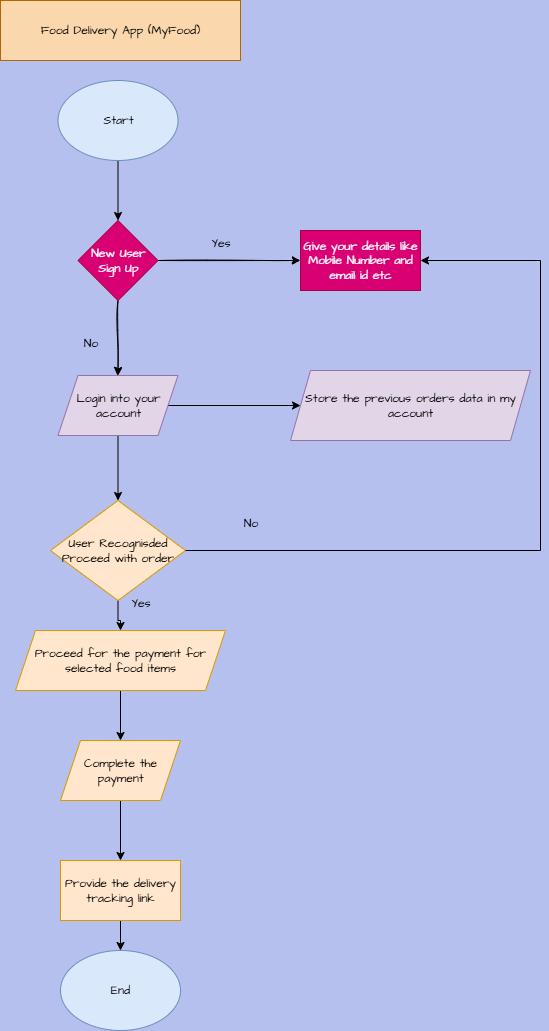 Food Delivery App (MyFood)
Start
New User
Sign Up
Yes
Give your details like
Mobile Number and
email id etc
No
Login into your
account
Store the previous orders data in my
account
No
User Recognisded
Proceed with order
Yes
Proceed for the payment for
selected food items
Complete the
payment
Provide the delivery
tracking link
End